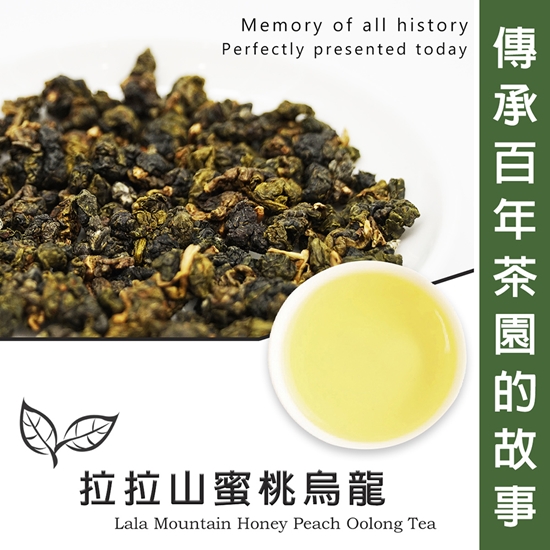 Memory of all history
Perfectly presented today
傳承百年茶園的故事
拉拉山蜜桃烏龍
Lala Mountain Honey Peach Oolong Tea